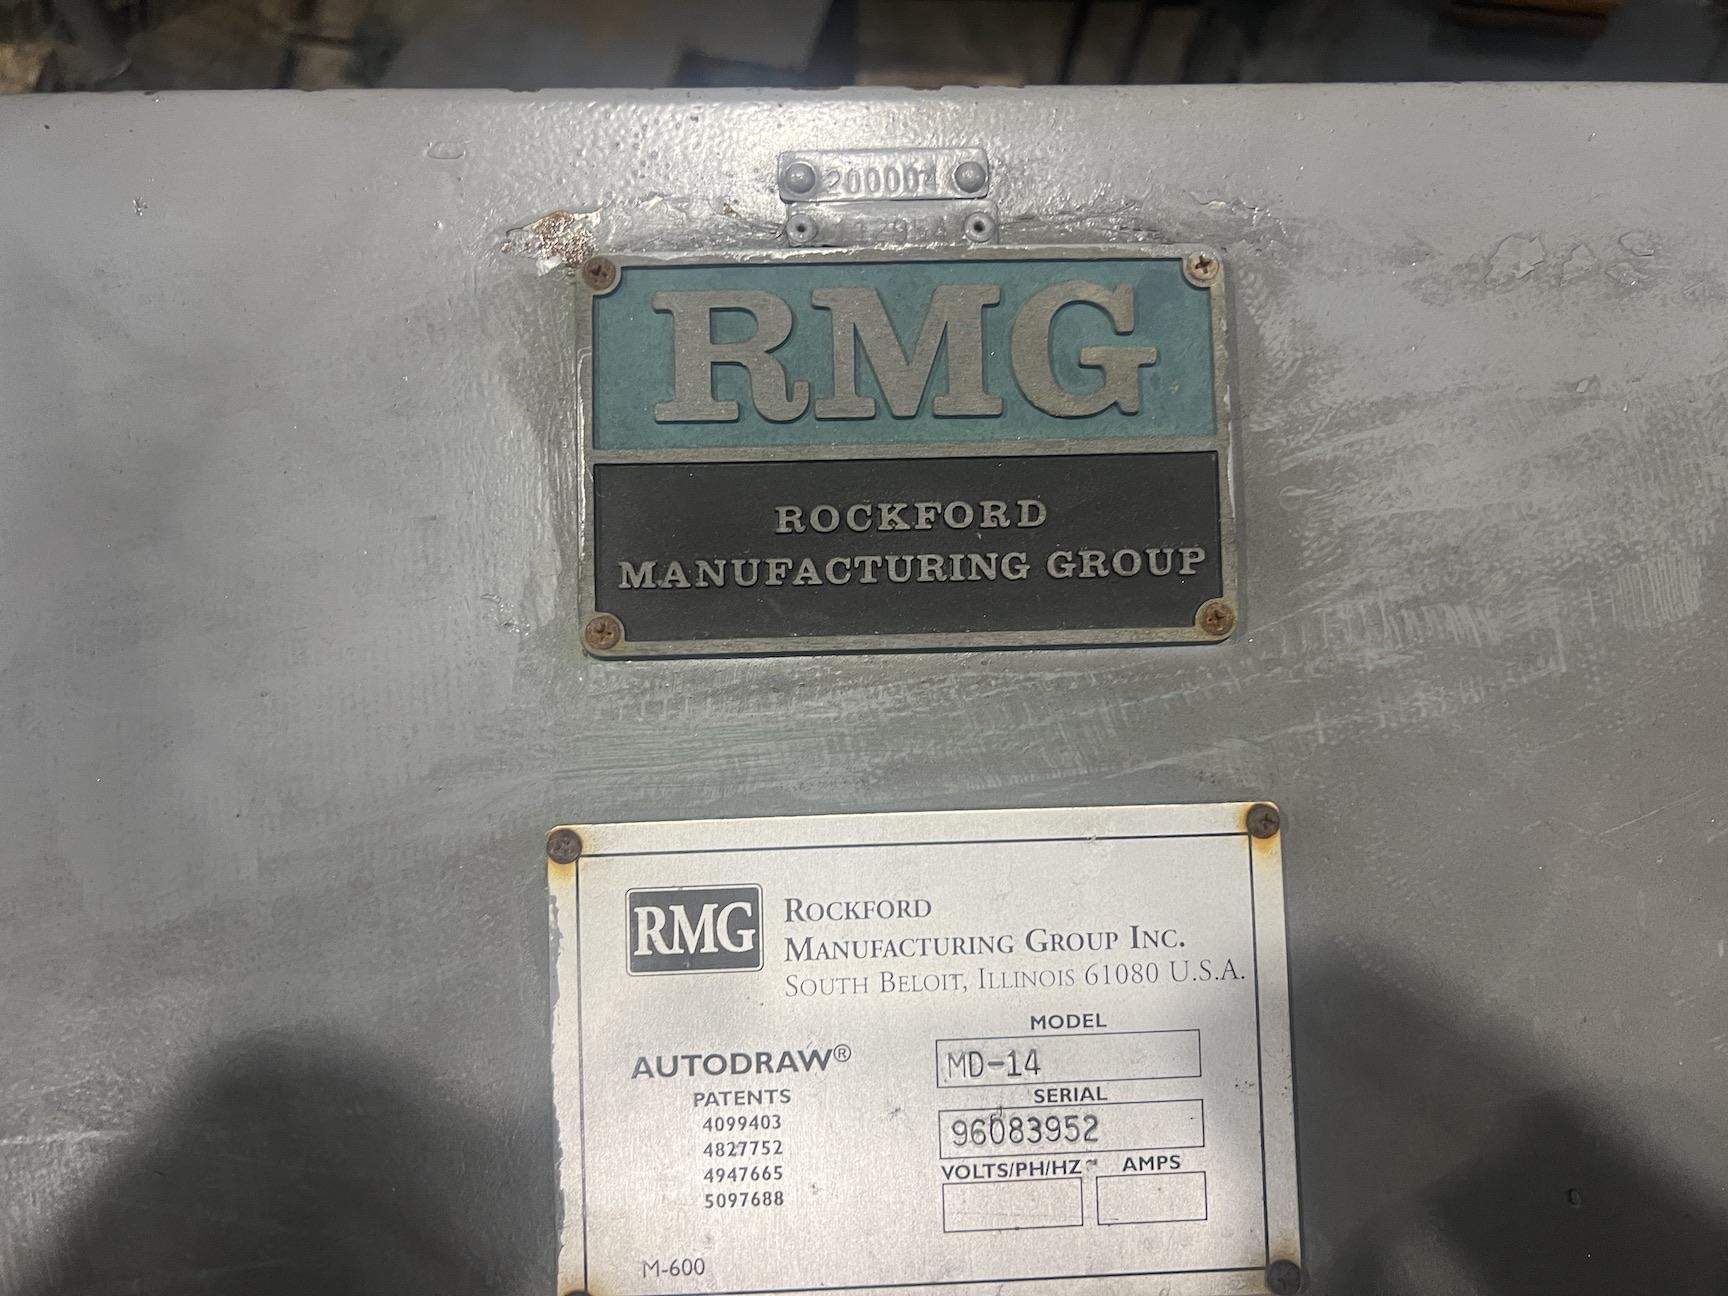 200004
12954
RMG
ROCKFORD
MANUFACTURING GROUP
RMG
ROCKFORD
MANUFACTURING GROUP INC.
SOUTH BELOIT, ILLINOIS 61080 U.S.A.
AUTODRAW®
PATENTS
4099403
4827752
4947665
5097688
M-600
MODEL
MD-14
SERIAL
96083952
VOLTS/PH/HZ
AMPS